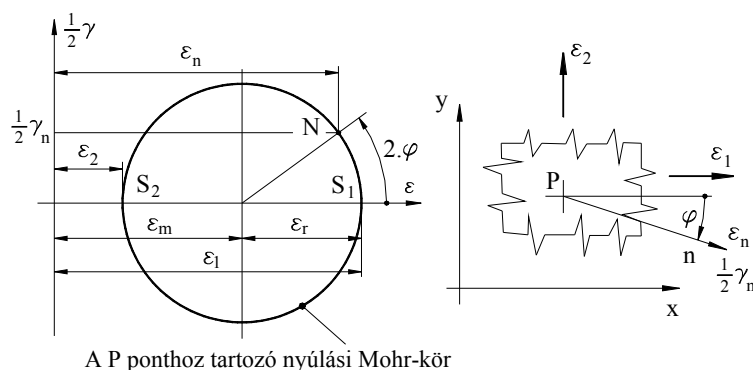 ½γ
εₙ
½γₙ
N
2.φ
ε₂
S₂
S₁
ε
εₘ
εᵣ
ε₁
A P ponthoz tartozó nyúlási Mohr-kör
ε₂
y
ε₁
P
φ
εₙ
n
½γₙ
x